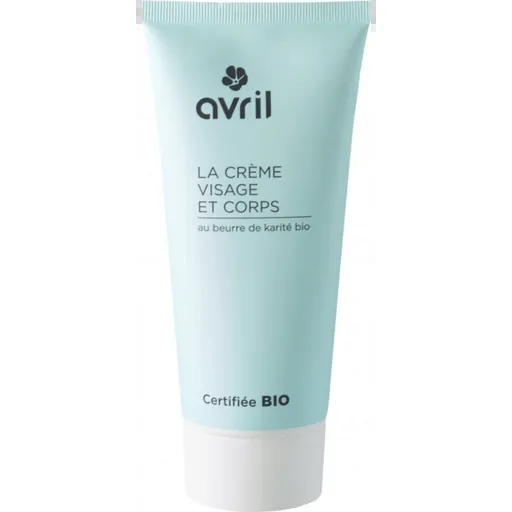 avril
LA CRÈME
VISAGE
ET CORPS
au beurre de karité bio
Certifiée BIO